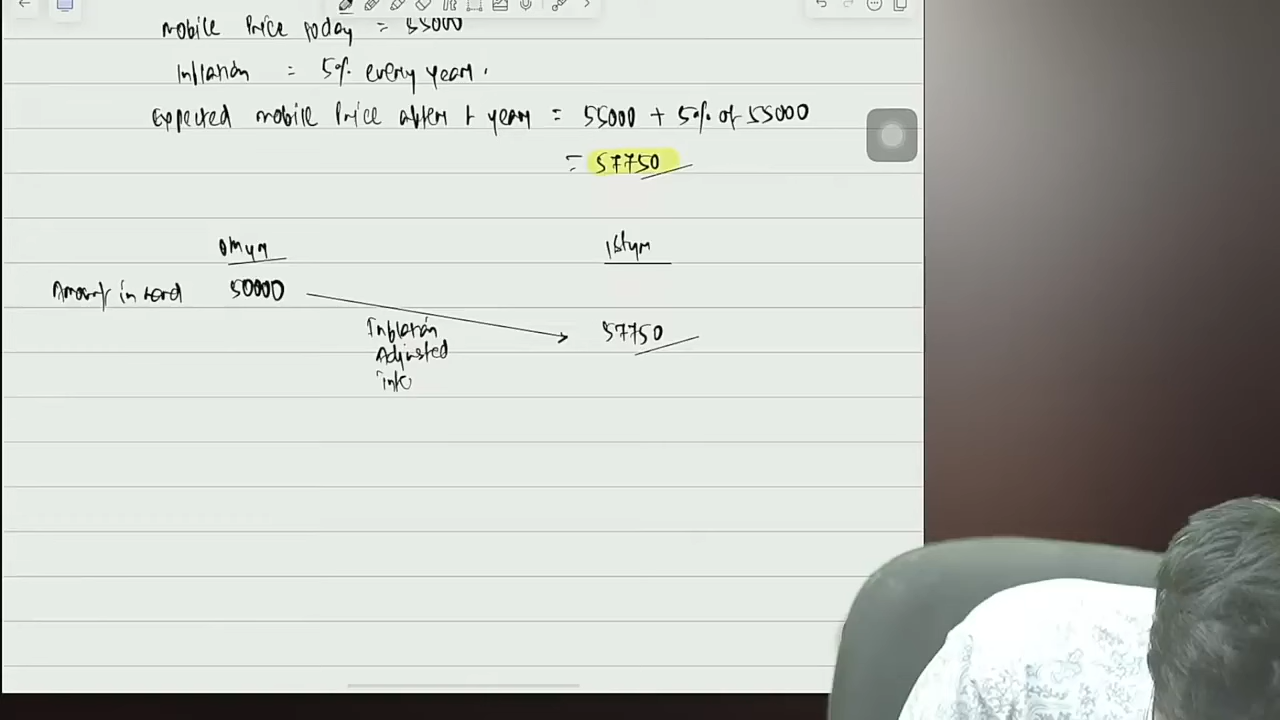 Mobile Price today = 55000
Inflation = 5% every year.
Expected mobile Price after 1 year = 55000 + 5% of 55000
= 57750
0th yr 1st yr
Amount in hand 50000
57750
Inflation
Adjusted
int